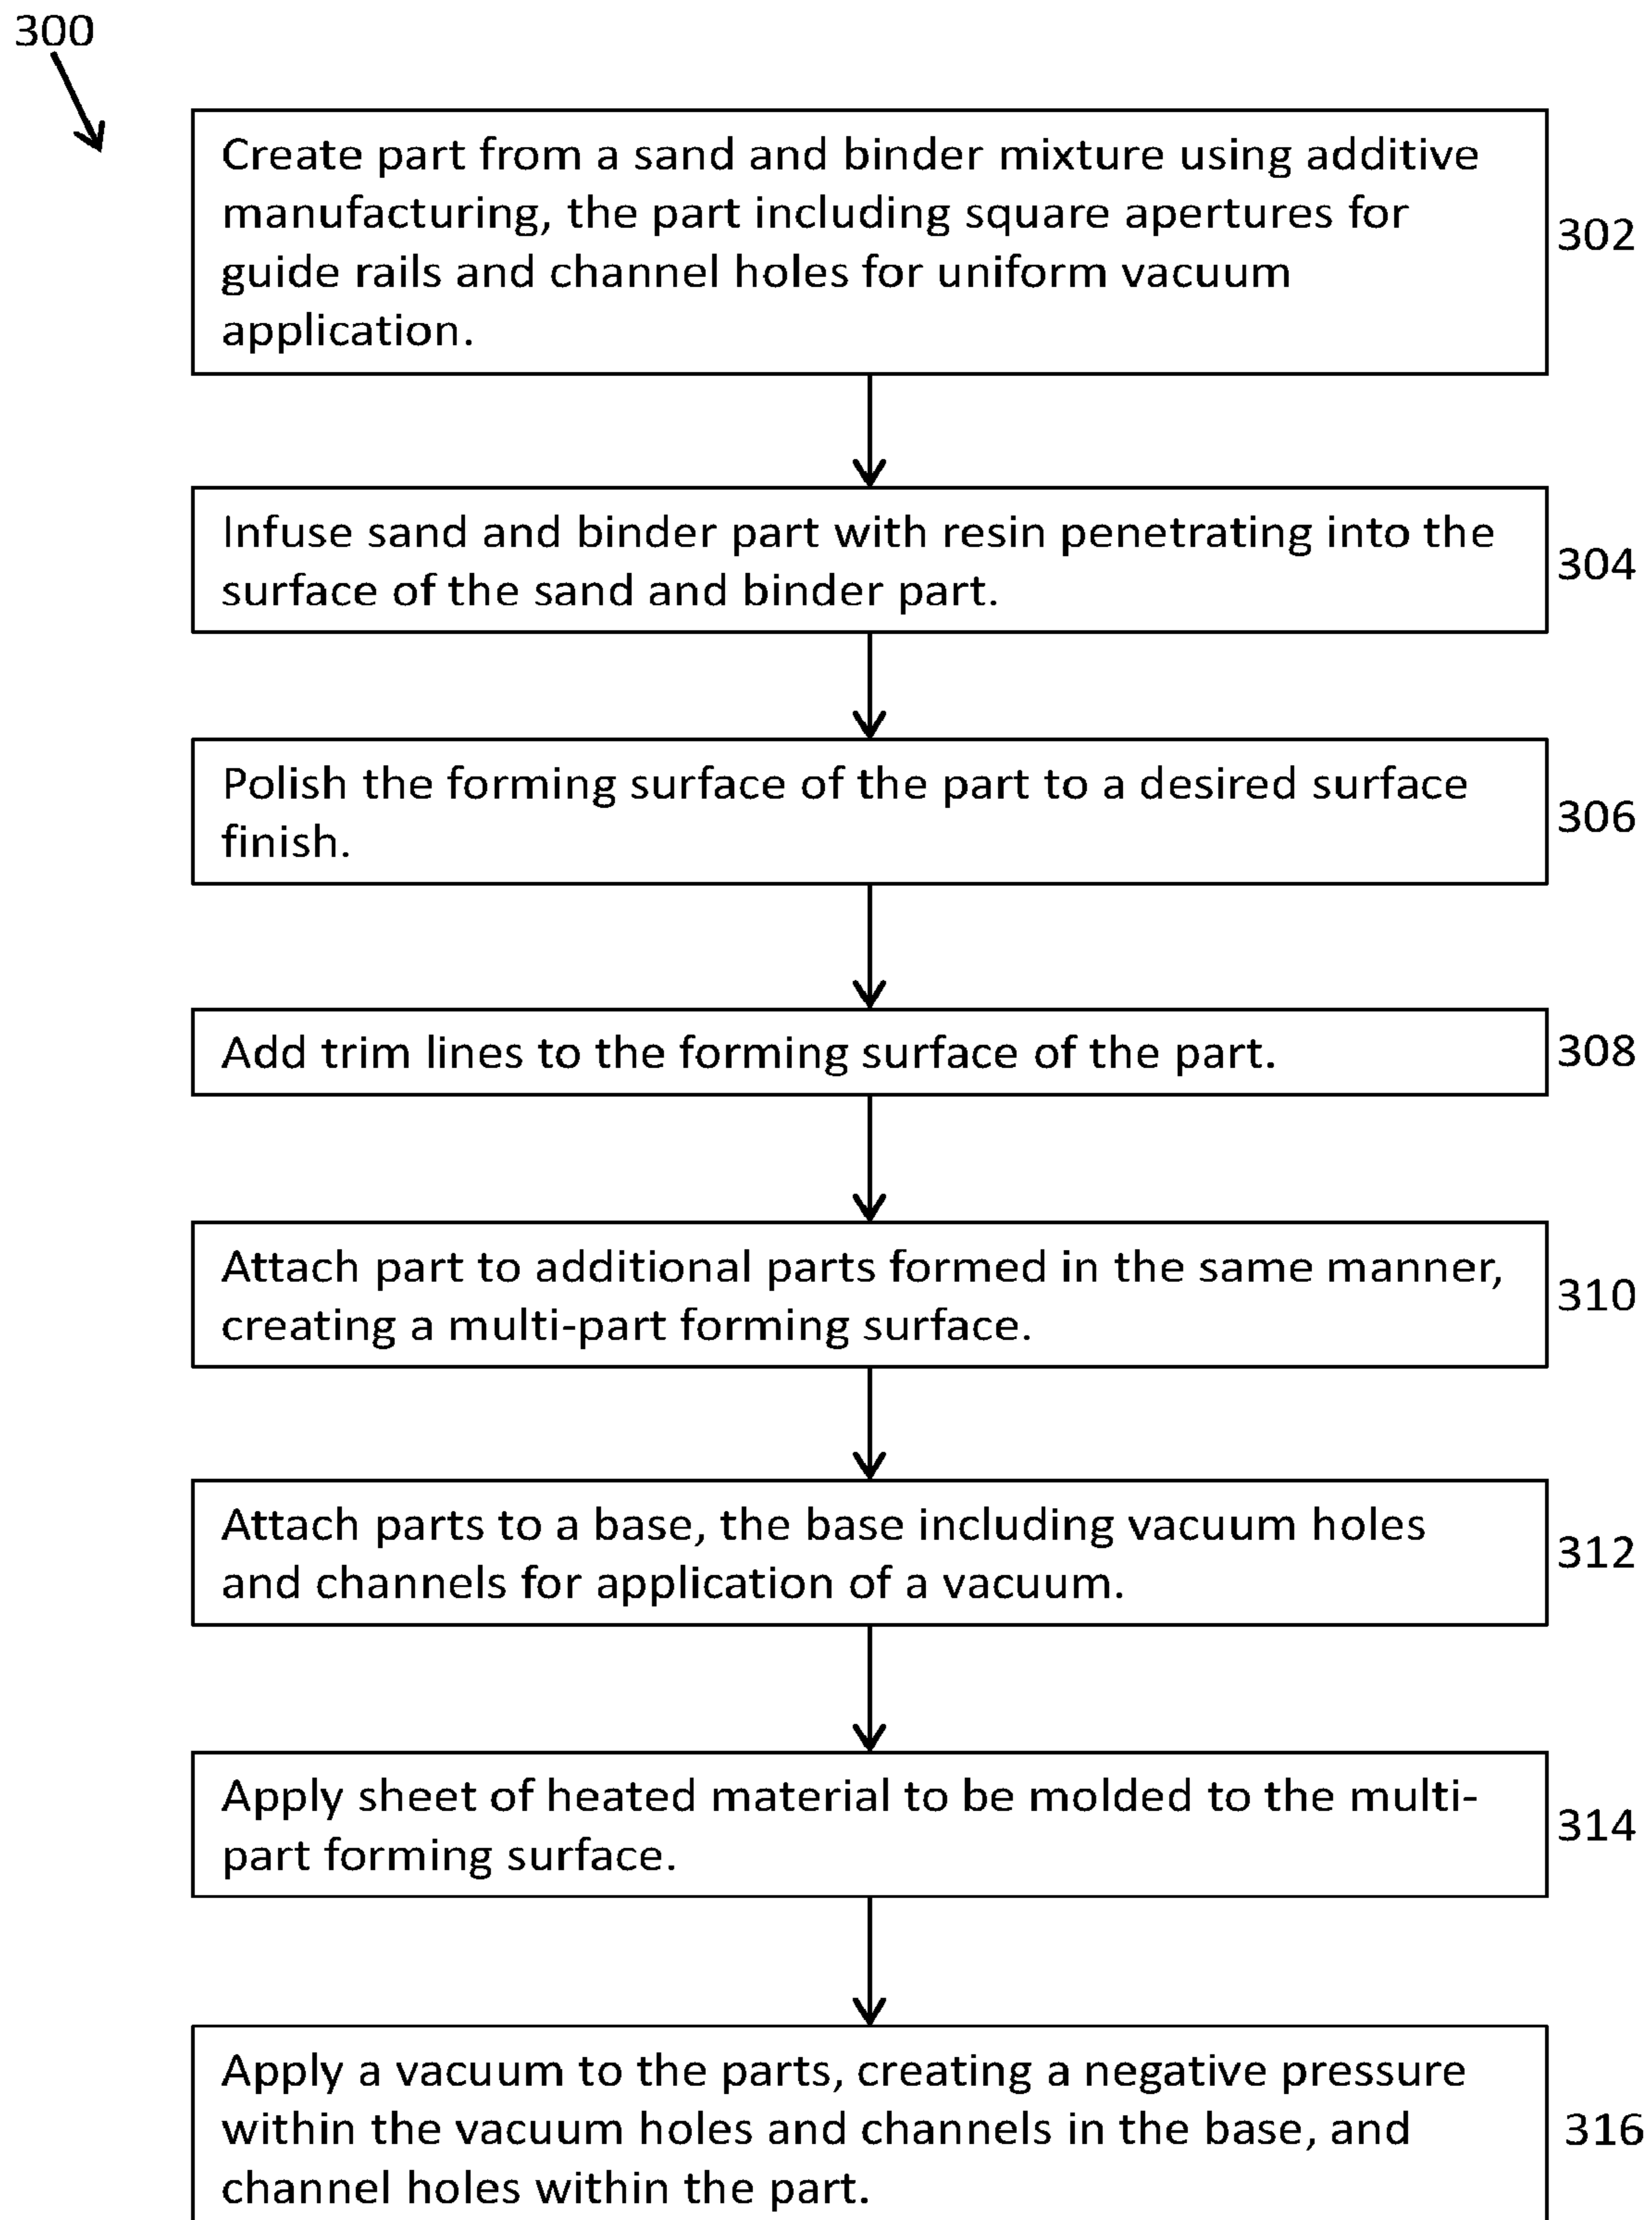 300
Create part from a sand and binder mixture using additive
manufacturing, the part including square apertures for
guide rails and channel holes for uniform vacuum
application.
302
Infuse sand and binder part with resin penetrating into the
surface of the sand and binder part.
304
Polish the forming surface of the part to a desired surface
finish.
306
Add trim lines to the forming surface of the part.
308
Attach part to additional parts formed in the same manner,
creating a multi-part forming surface.
310
Attach parts to a base, the base including vacuum holes
and channels for application of a vacuum.
312
Apply sheet of heated material to be molded to the multi-
part forming surface.
314
Apply a vacuum to the parts, creating a negative pressure
within the vacuum holes and channels in the base, and
channel holes within the part.
316